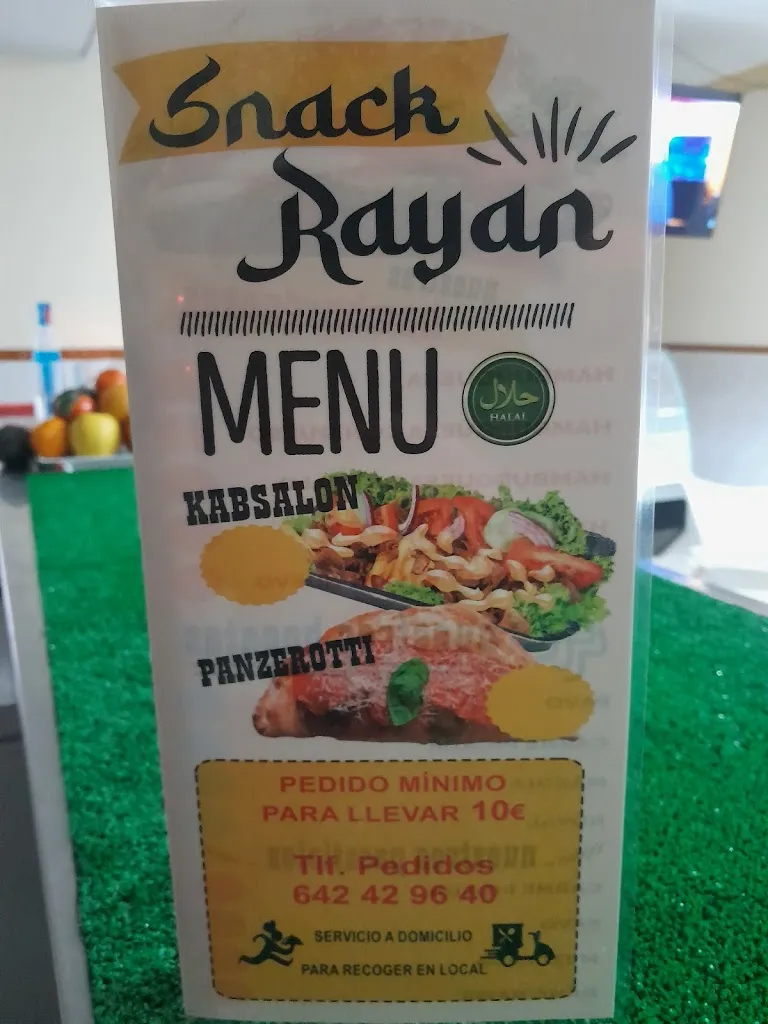 Snack
Rayan
MENU
حلال
HALAL
KABSALON
PANZEROTTI
PEDIDO MÍNIMO
PARA LLEVAR 10€
Tlf. Pedidos
642 42 96 40
SERVICIO A DOMICILIO
PARA RECOGER EN LOCAL